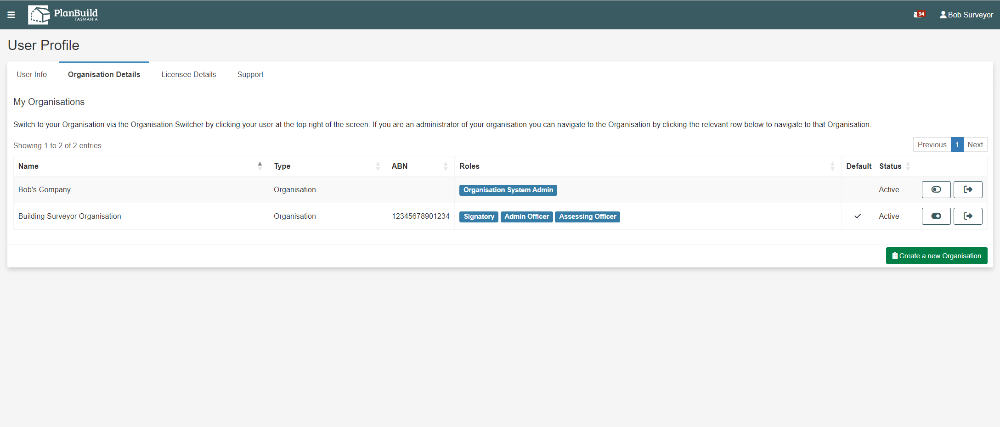 PlanBuild
TASMANIA
94
Bob Surveyor
User Profile
User Info
Organisation Details
Licensee Details
Support
My Organisations
Switch to your Organisation via the Organisation Switcher by clicking your user at the top right of the screen. If you are an administrator of your organisation you can navigate to the Organisation by clicking the relevant row below to navigate to that Organisation.
Showing 1 to 2 of 2 entries
Previous 1 Next
Name Type ABN Roles Default Status
Bob's Company Organisation Organisation System Admin Active
Building Surveyor Organisation Organisation 12345678901234 Signatory Admin Officer Assessing Officer Active
Create a new Organisation